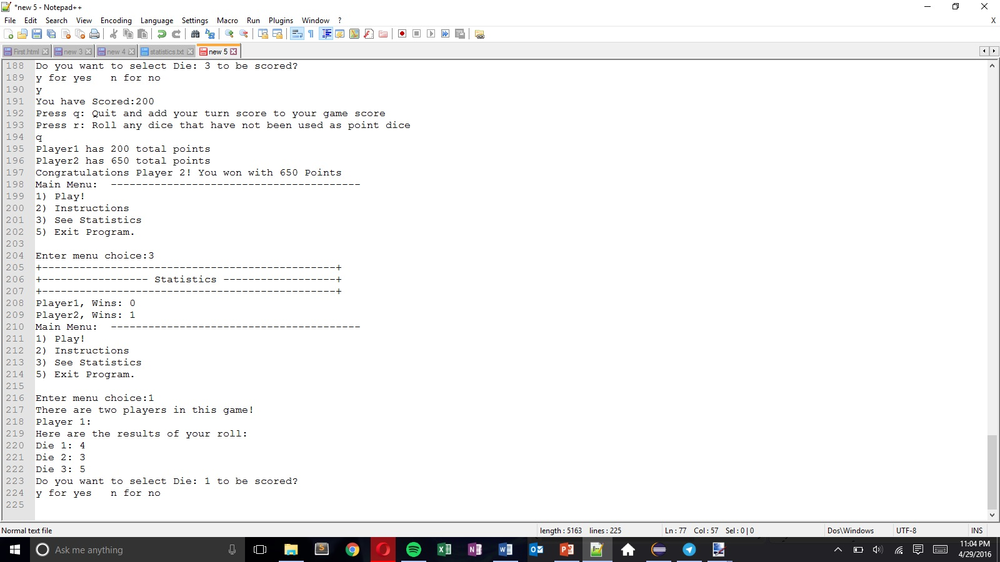 *new 5 - Notepad++
File Edit Search View Encoding Language Settings Macro Run Plugins Window ? X
First.html new 3 new 4 statistics.txt new 5
188 Do you want to select Die: 3 to be scored?
189 y for yes   n for no
190 y
191 You have Scored:200
192 Press q: Quit and add your turn score to your game score
193 Press r: Roll any dice that have not been used as point dice
194 q
195 Player1 has 200 total points
196 Player2 has 650 total points
197 Congratulations Player 2! You won with 650 Points
198 Main Menu:  ----------------------------------------
199 1) Play!
200 2) Instructions
201 3) See Statistics
202 5) Exit Program.
203
204 Enter menu choice:3
205 +-----------------------------------------------+
206 +----------------- Statistics ------------------+
207 +-----------------------------------------------+
208 Player1, Wins: 0
209 Player2, Wins: 1
210 Main Menu:  ----------------------------------------
211 1) Play!
212 2) Instructions
213 3) See Statistics
214 5) Exit Program.
215
216 Enter menu choice:1
217 There are two players in this game!
218 Player 1:
219 Here are the results of your roll:
220 Die 1: 4
221 Die 2: 3
222 Die 3: 5
223 Do you want to select Die: 1 to be scored?
224 y for yes   n for no
225
Normal text file length : 5163 lines : 225 Ln : 77 Col : 57 Sel : 0 | 0 Dos\Windows UTF-8 INS
Ask me anything
11:04 PM
4/29/2016